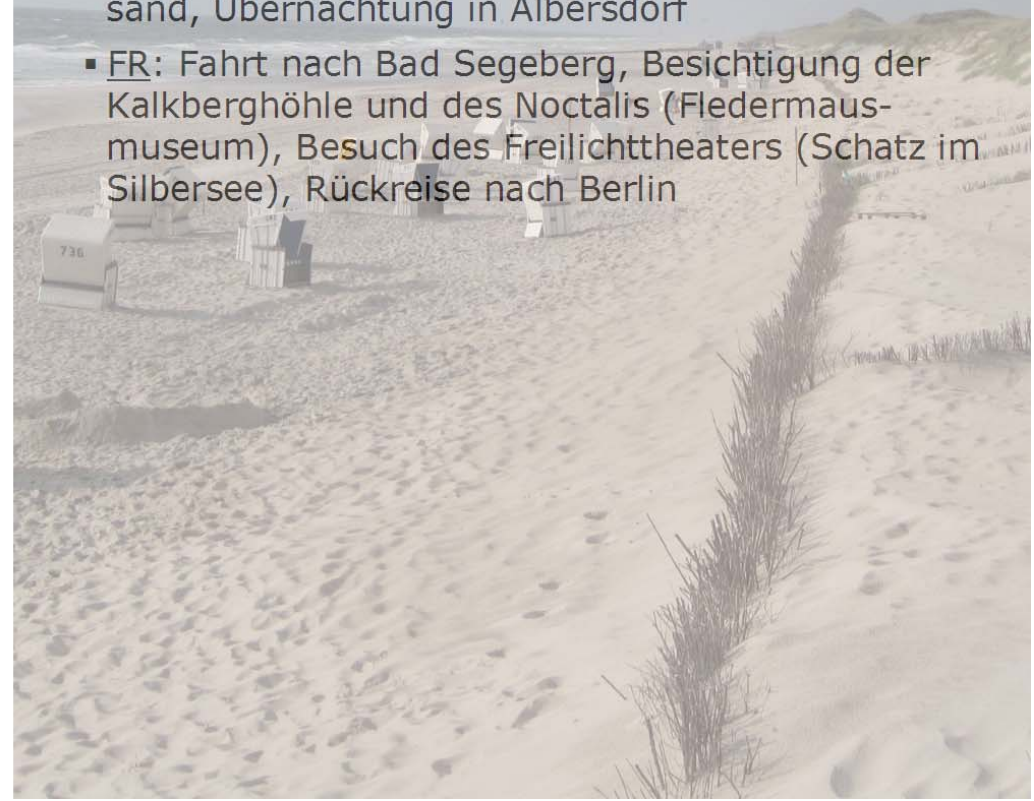 sand, Übernachtung in Albersdorf
▪ FR: Fahrt nach Bad Segeberg, Besichtigung der
Kalkberghöhle und des Noctalis (Fledermaus-
museum), Besuch des Freilichttheaters (Schatz im
Silbersee), Rückreise nach Berlin
736